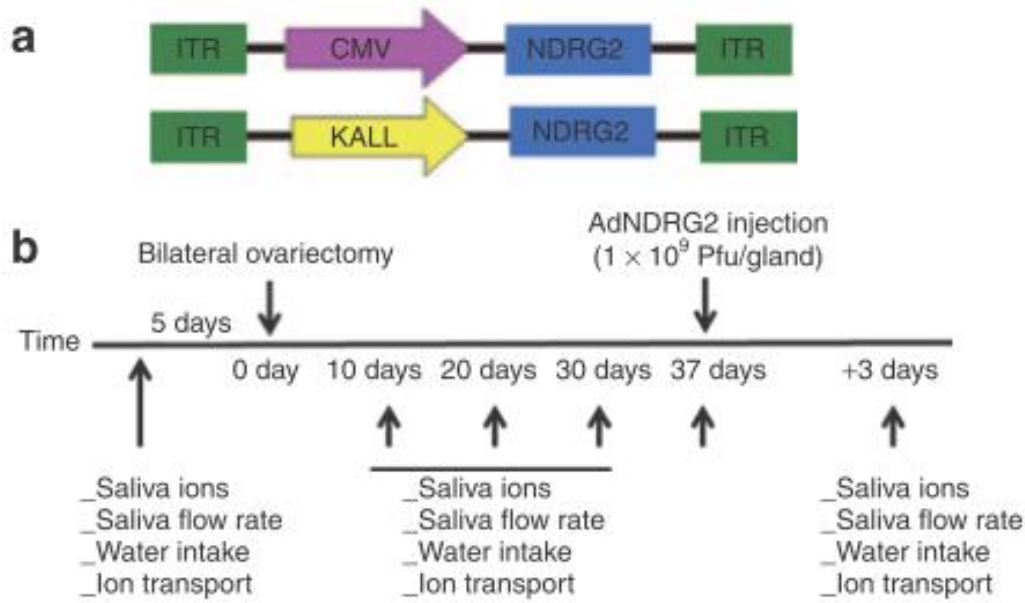 a
ITR CMV NDRG2 ITR
ITR KALL NDRG2 ITR
b
Bilateral ovariectomy
AdNDRG2 injection
(1 × 10⁹ Pfu/gland)
5 days
Time
0 day 10 days 20 days 30 days 37 days +3 days
_Saliva ions _Saliva ions _Saliva ions
_Saliva flow rate _Saliva flow rate _Saliva flow rate
_Water intake _Water intake _Water intake
_Ion transport _Ion transport _Ion transport